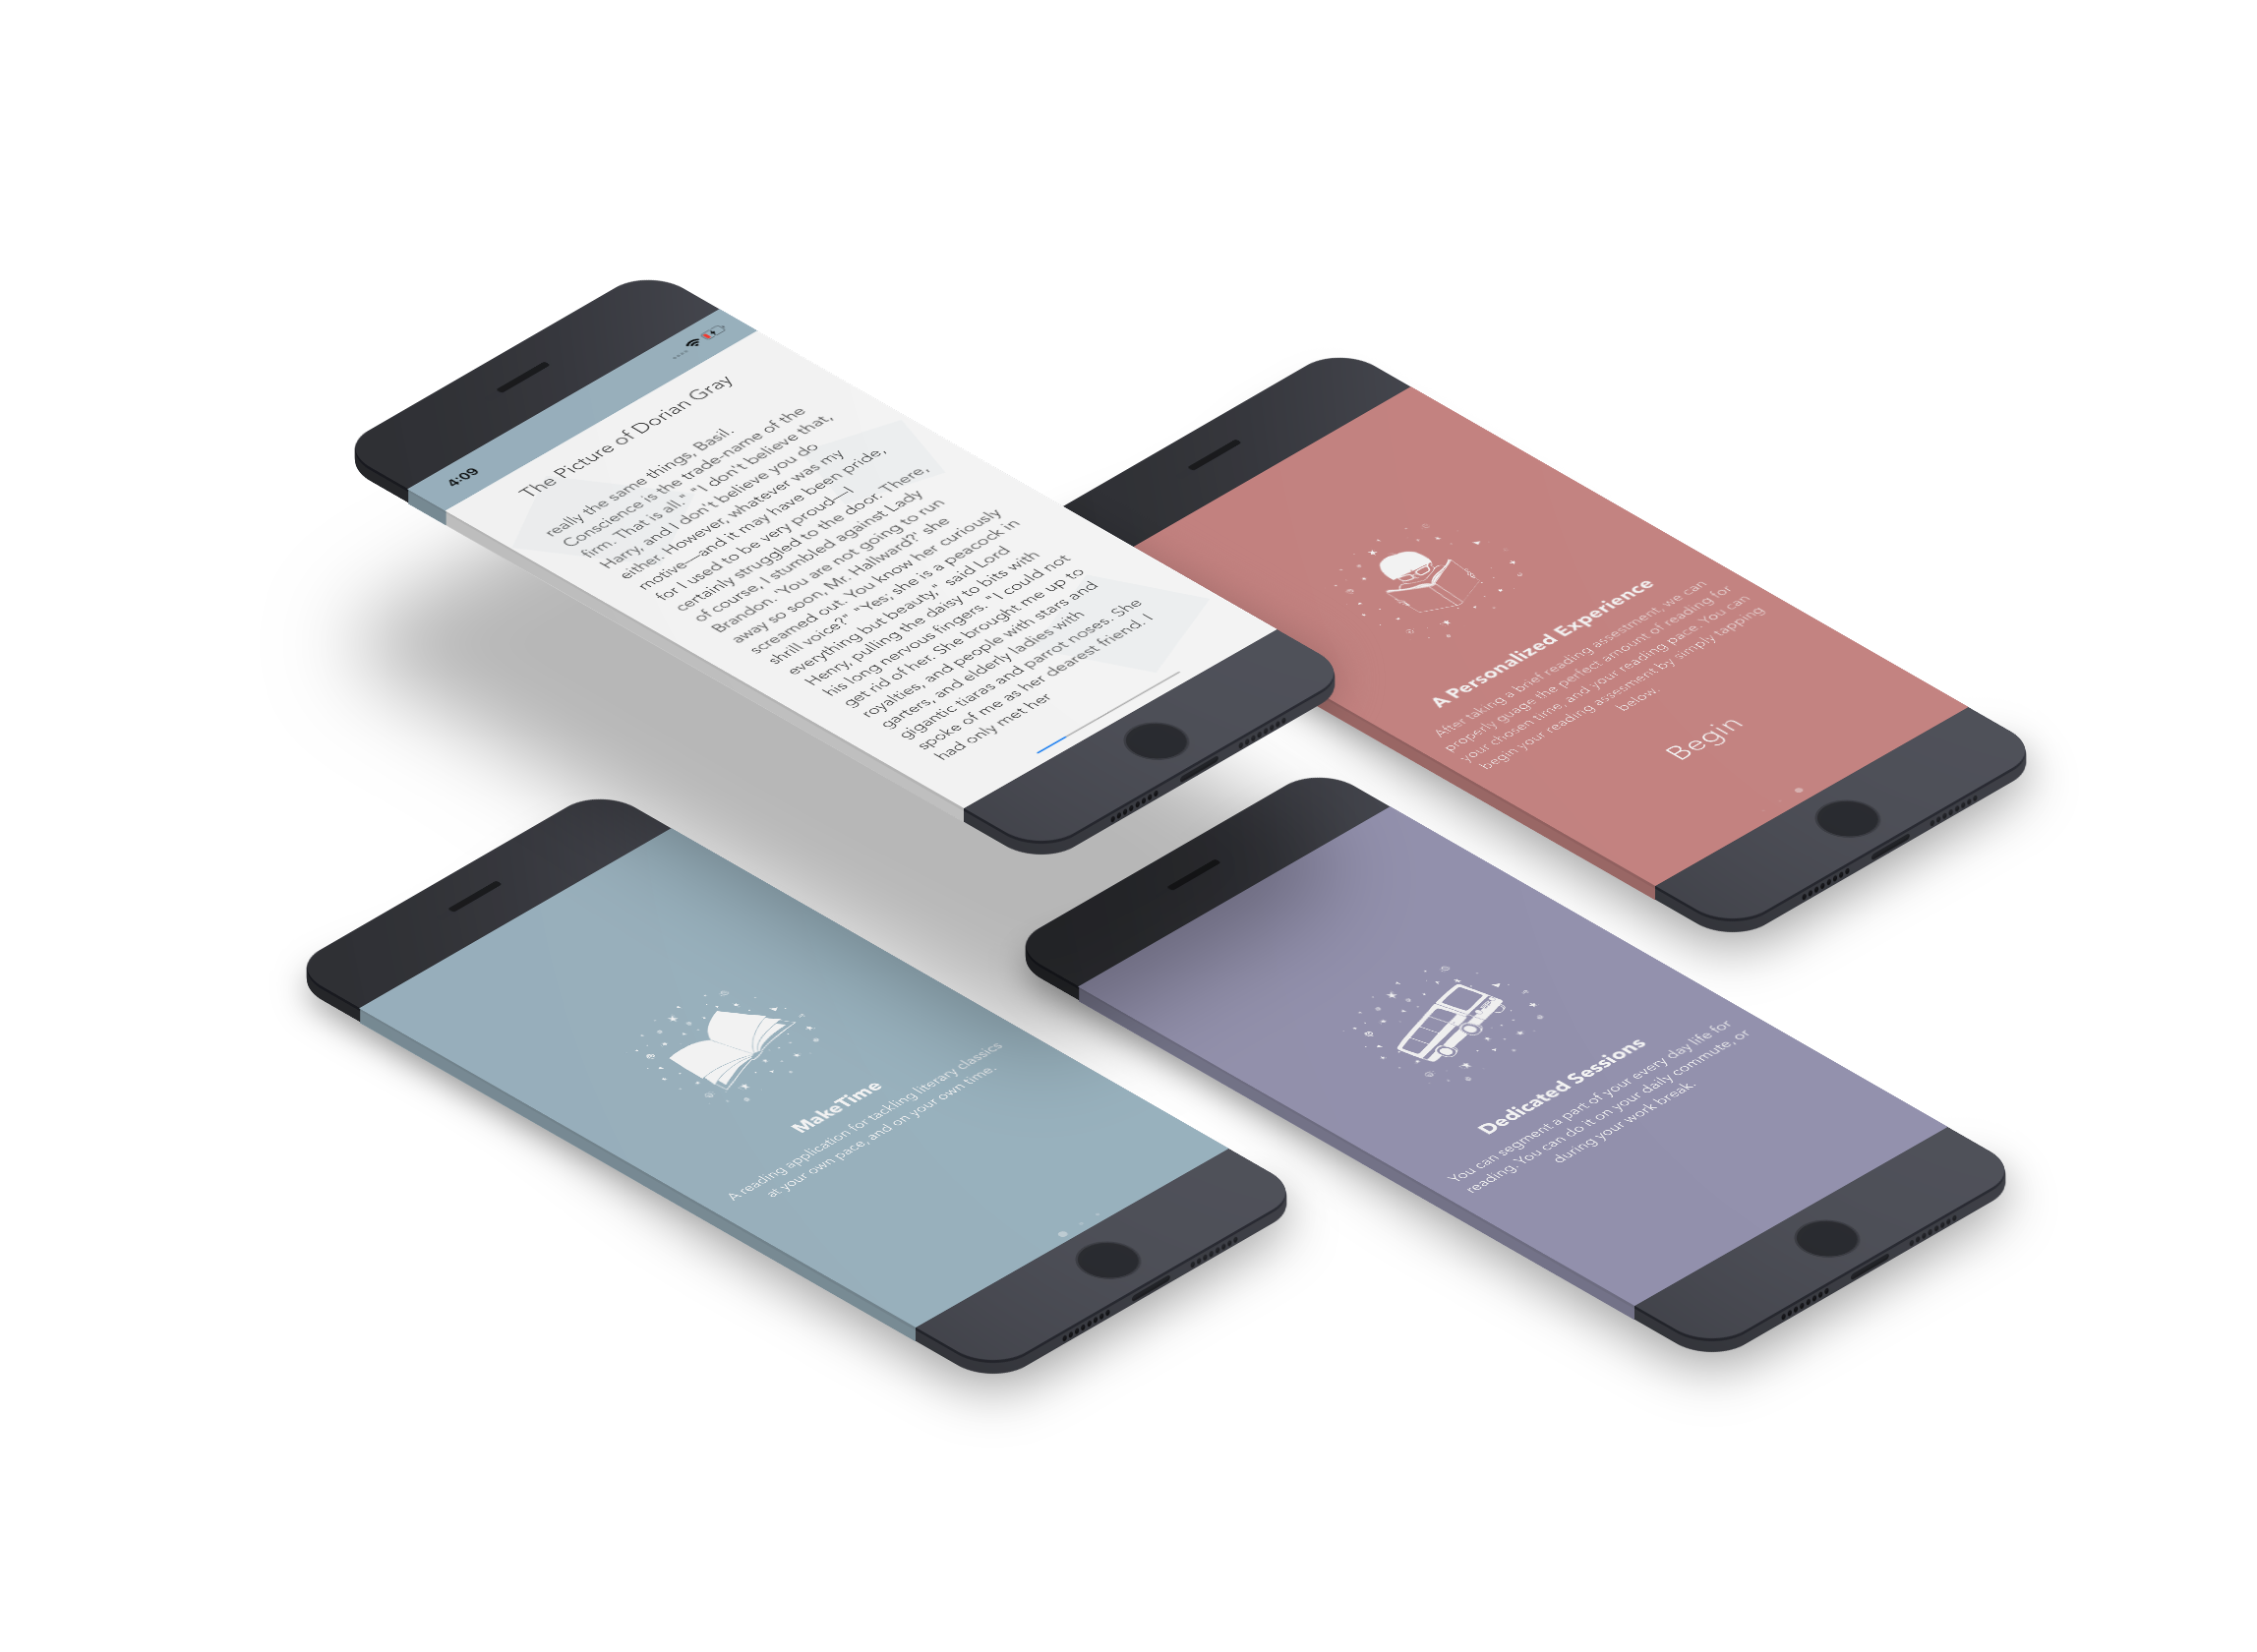 4:09
The Picture of Dorian Gray
really the same things, Basil.
Conscience is the trade-name of the
firm. That is all." "I don't believe that,
Harry, and I don't believe you do
either. However, whatever was my
motive—and it may have been pride,
for I used to be very proud—I
certainly struggled to the door. There,
of course, I stumbled against Lady
Brandon. 'You are not going to run
away so soon, Mr. Hallward?' she
screamed out. You know her curiously
shrill voice?" "Yes; she is a peacock in
everything but beauty," said Lord
Henry, pulling the daisy to bits with
his long nervous fingers. "I could not
get rid of her. She brought me up to
royalties, and people with stars and
garters, and elderly ladies with
gigantic tiaras and parrot noses. She
spoke of me as her dearest friend. I
had only met her
A Personalized Experience
After taking a brief reading assestment, we can
properly guage the perfect amount of reading for
your chosen time, and your reading pace. You can
begin your reading assesment by simply tapping
below.
Begin
MakeTime
A reading application for tackling literary classics
at your own pace, and on your own time.
Dedicated Sessions
You can segment a part of your every day life for
reading. You can do it on your daily commute, or
during your work break.